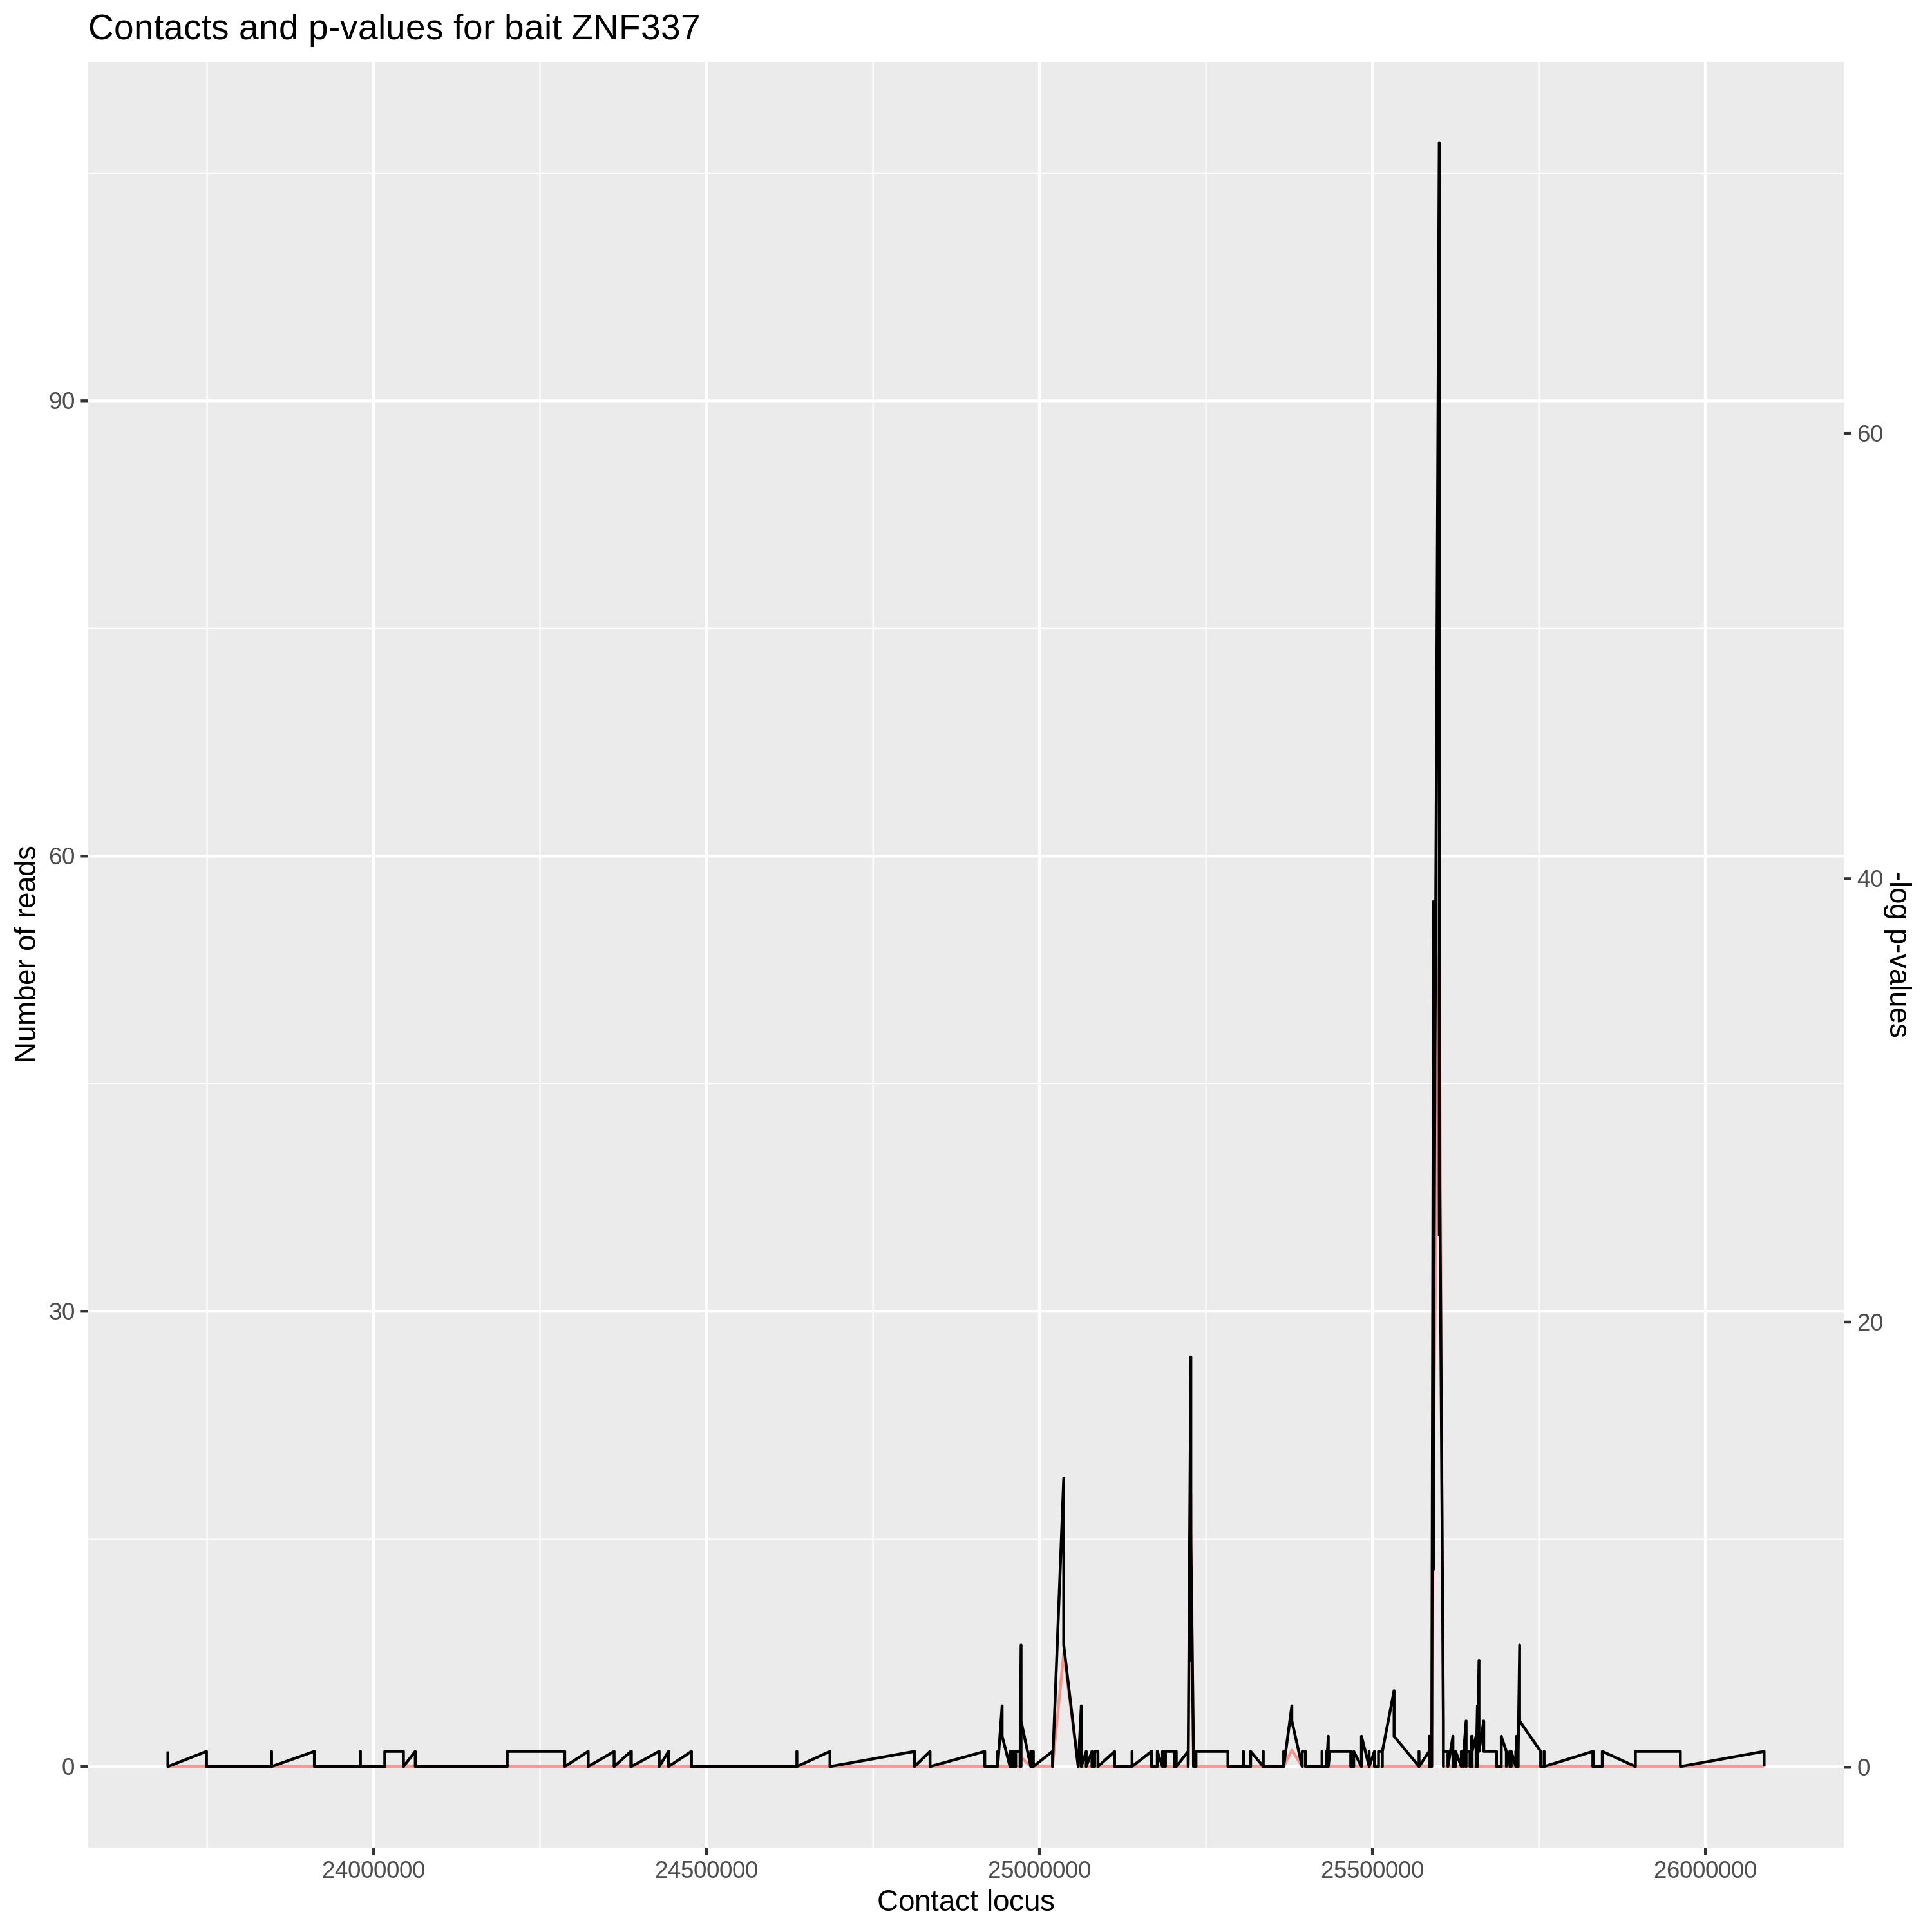 Contacts and p-values for bait ZNF337
90
60
30
0
Number of reads
60
40
20
0
-log p-values
24000000 24500000 25000000 25500000 26000000
Contact locus